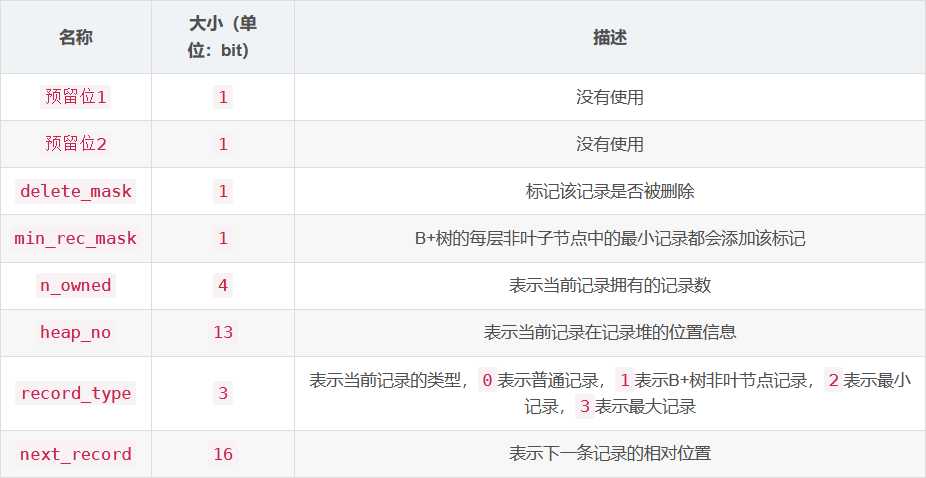 名称 大小（单位：bit） 描述
预留位1 1 没有使用
预留位2 1 没有使用
delete_mask 1 标记该记录是否被删除
min_rec_mask 1 B+树的每层非叶子节点中的最小记录都会添加该标记
n_owned 4 表示当前记录拥有的记录数
heap_no 13 表示当前记录在记录堆的位置信息
record_type 3 表示当前记录的类型，0表示普通记录，1表示B+树非叶节点记录，2表示最小
记录，3表示最大记录
next_record 16 表示下一条记录的相对位置